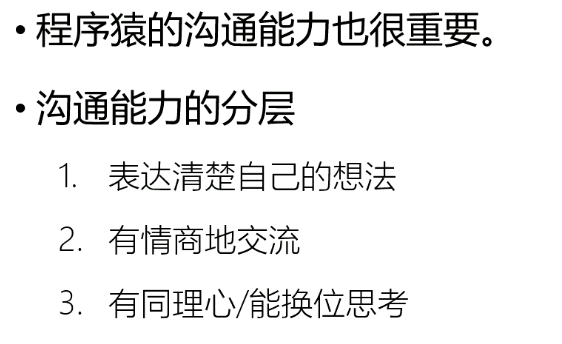 • 程序猿的沟通能力也很重要。
• 沟通能力的分层
1. 表达清楚自己的想法
2. 有情商地交流
3. 有同理心/能换位思考